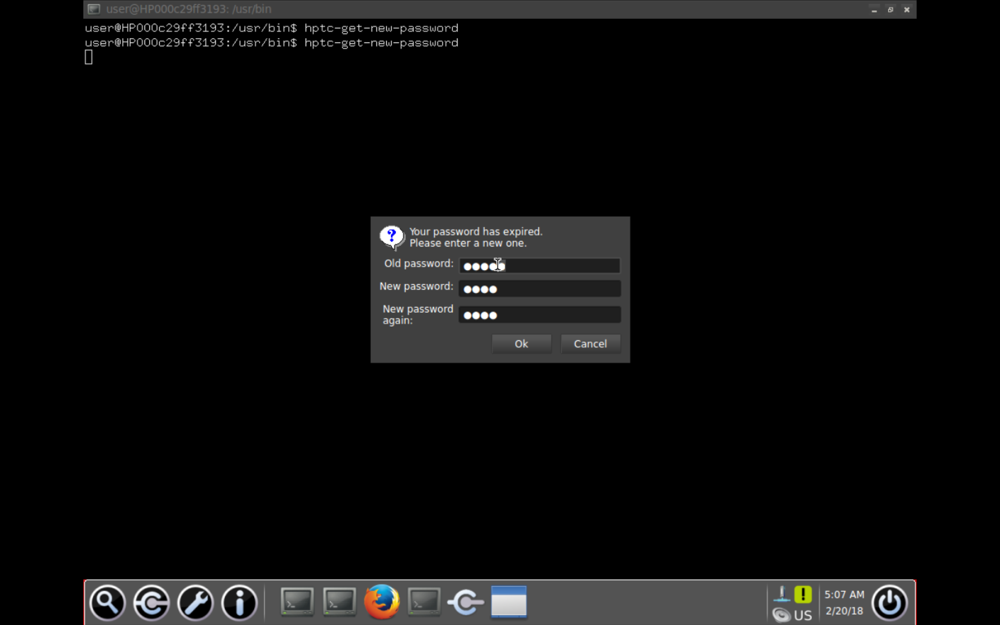 user@HP000c29ff3193: /usr/bin
user@HP000c29ff3193:/usr/bin$ hptc-get-new-password
user@HP000c29ff3193:/usr/bin$ hptc-get-new-password
Your password has expired.
Please enter a new one.
Old password: ●●●●●
New password: ●●●●
New password
again: ●●●●
Ok Cancel
5:07 AM
US 2/20/18